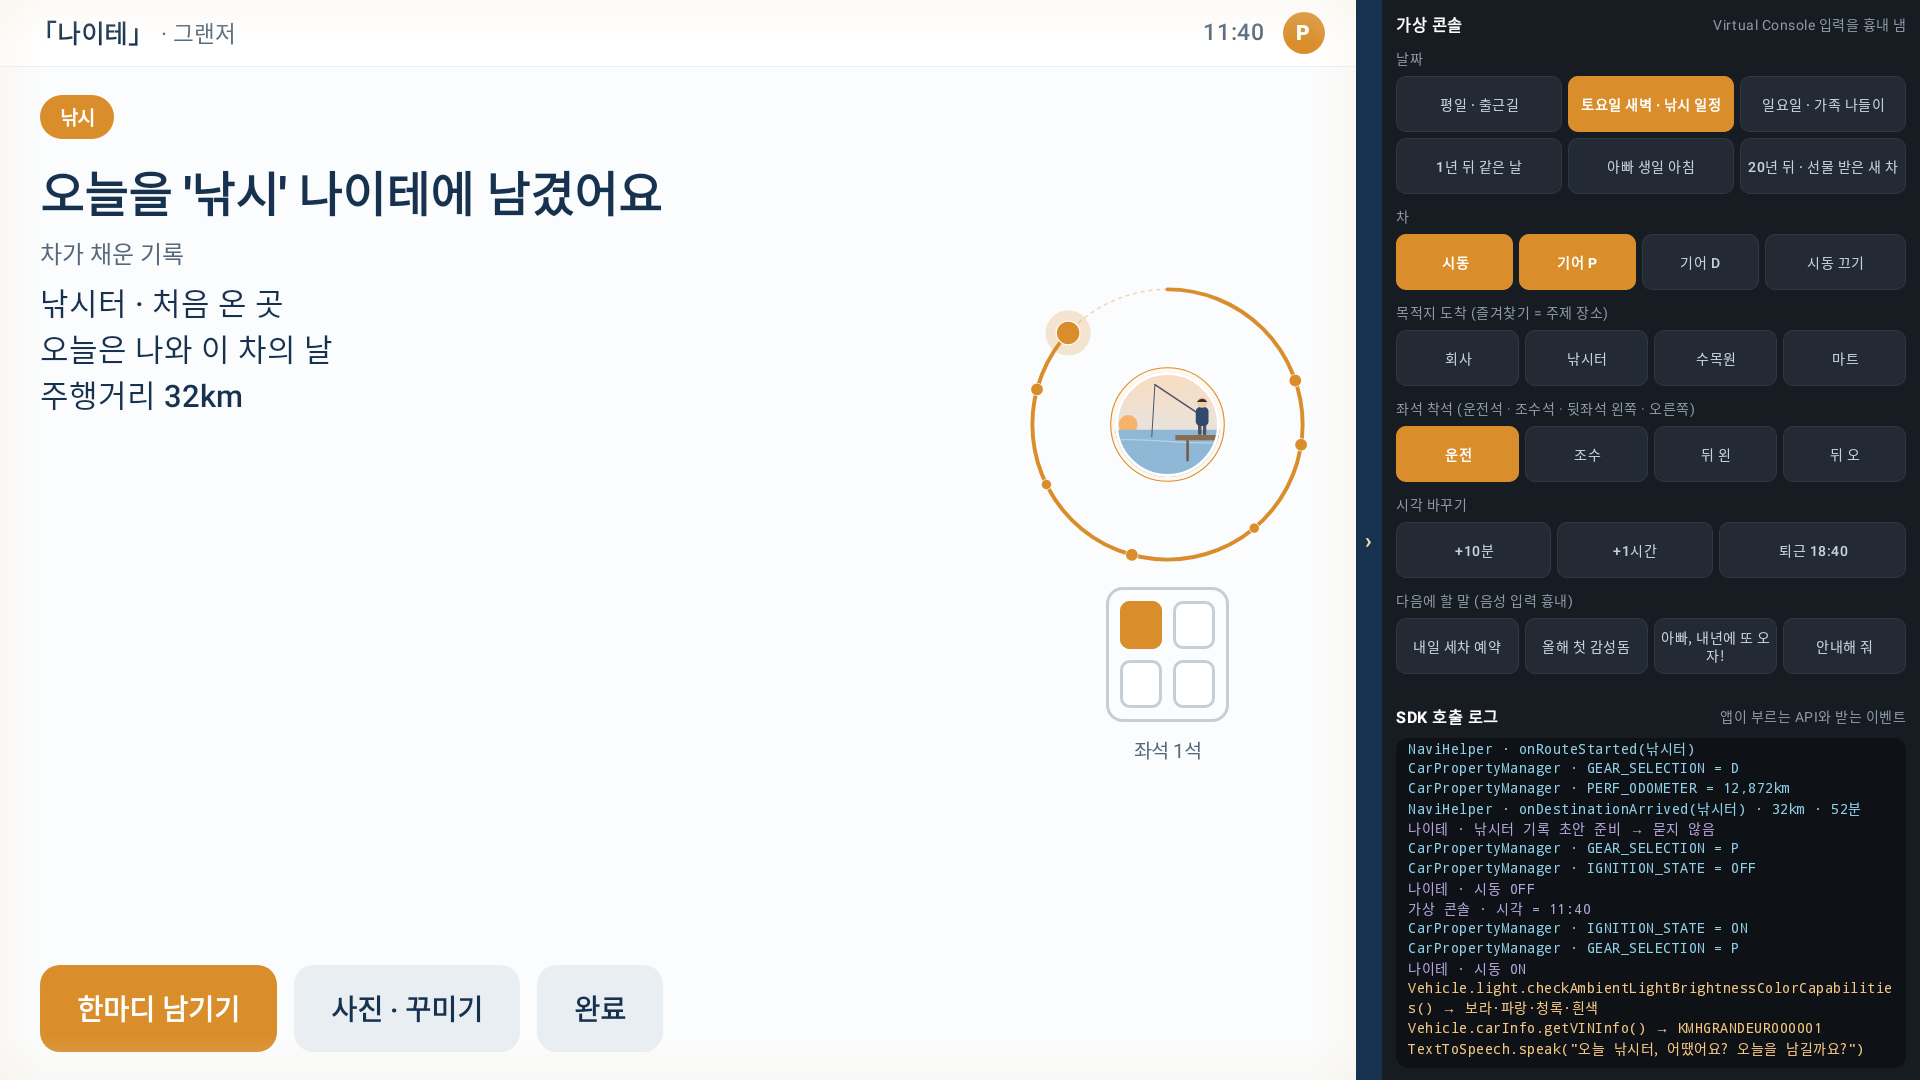 「나이테」 · 그랜저
11:40 P
낚시
오늘을 '낚시' 나이테에 남겼어요
차가 채운 기록
낚시터 · 처음 온 곳
오늘은 나와 이 차의 날
주행거리 32km
좌석 1석
한마디 남기기
사진 · 꾸미기
완료
›
가상 콘솔
Virtual Console 입력을 흉내 냄
날짜
평일 · 출근길
토요일 새벽 · 낚시 일정
일요일 · 가족 나들이
1년 뒤 같은 날
아빠 생일 아침
20년 뒤 · 선물 받은 새 차
차
시동
기어 P
기어 D
시동 끄기
목적지 도착 (즐겨찾기 = 주제 장소)
회사
낚시터
수목원
마트
좌석 착석 (운전석 · 조수석 · 뒷좌석 왼쪽 · 오른쪽)
운전
조수
뒤 왼
뒤 오
시각 바꾸기
+10분
+1시간
퇴근 18:40
다음에 할 말 (음성 입력 흉내)
내일 세차 예약
올해 첫 감성돔
아빠, 내년에 또 오
자!
안내해 줘
SDK 호출 로그
앱이 부르는 API와 받는 이벤트
NaviHelper · onRouteStarted(낚시터)
CarPropertyManager · GEAR_SELECTION = D
CarPropertyManager · PERF_ODOMETER = 12,872km
NaviHelper · onDestinationArrived(낚시터) · 32km · 52분
나이테 · 낚시터 기록 초안 준비 → 묻지 않음
CarPropertyManager · GEAR_SELECTION = P
CarPropertyManager · IGNITION_STATE = OFF
나이테 · 시동 OFF
가상 콘솔 · 시각 = 11:40
CarPropertyManager · IGNITION_STATE = ON
CarPropertyManager · GEAR_SELECTION = P
나이테 · 시동 ON
Vehicle.light.checkAmbientLightBrightnessColorCapabilitie
s() → 보라·파랑·청록·흰색
Vehicle.carInfo.getVINInfo() → KMHGRANDEUR000001
TextToSpeech.speak("오늘 낚시터, 어땠어요? 오늘을 남길까요?")